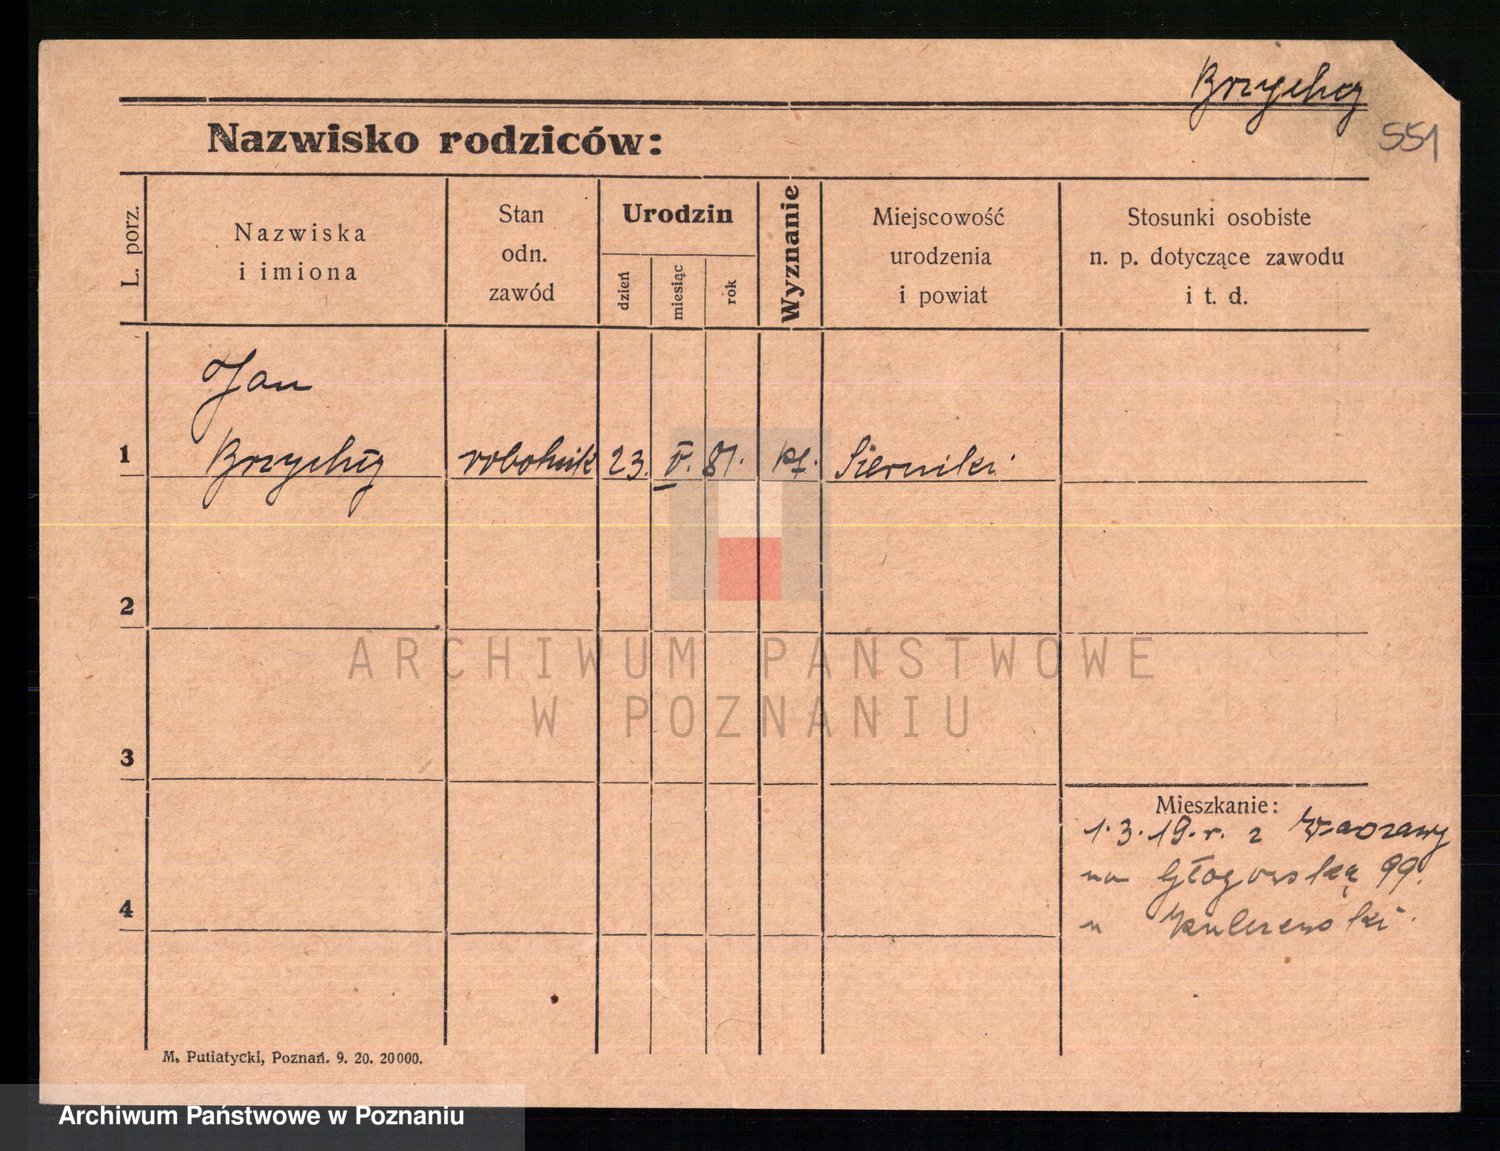 Brzychcy
551
Nazwisko rodziców:
L. porz.
Nazwiska
i imiona
Stan
odn.
zawód
Urodzin
dzień
miesiąc
rok
Wyznanie
Miejscowość
urodzenia
i powiat
Stosunki osobiste
n. p. dotyczące zawodu
i t. d.
Jan
1 Brzychcy robotnik 23. V. 81. kt. Sierniki
2
ARCHIWUM PAŃSTWOWE
W POZNANIU
3
Mieszkanie:
1.3.19.r. z Warszawy
na Głogowską 99.
4
M. Putiatycki, Poznań. 9. 20. 20000.
Archiwum Państwowe w Poznaniu